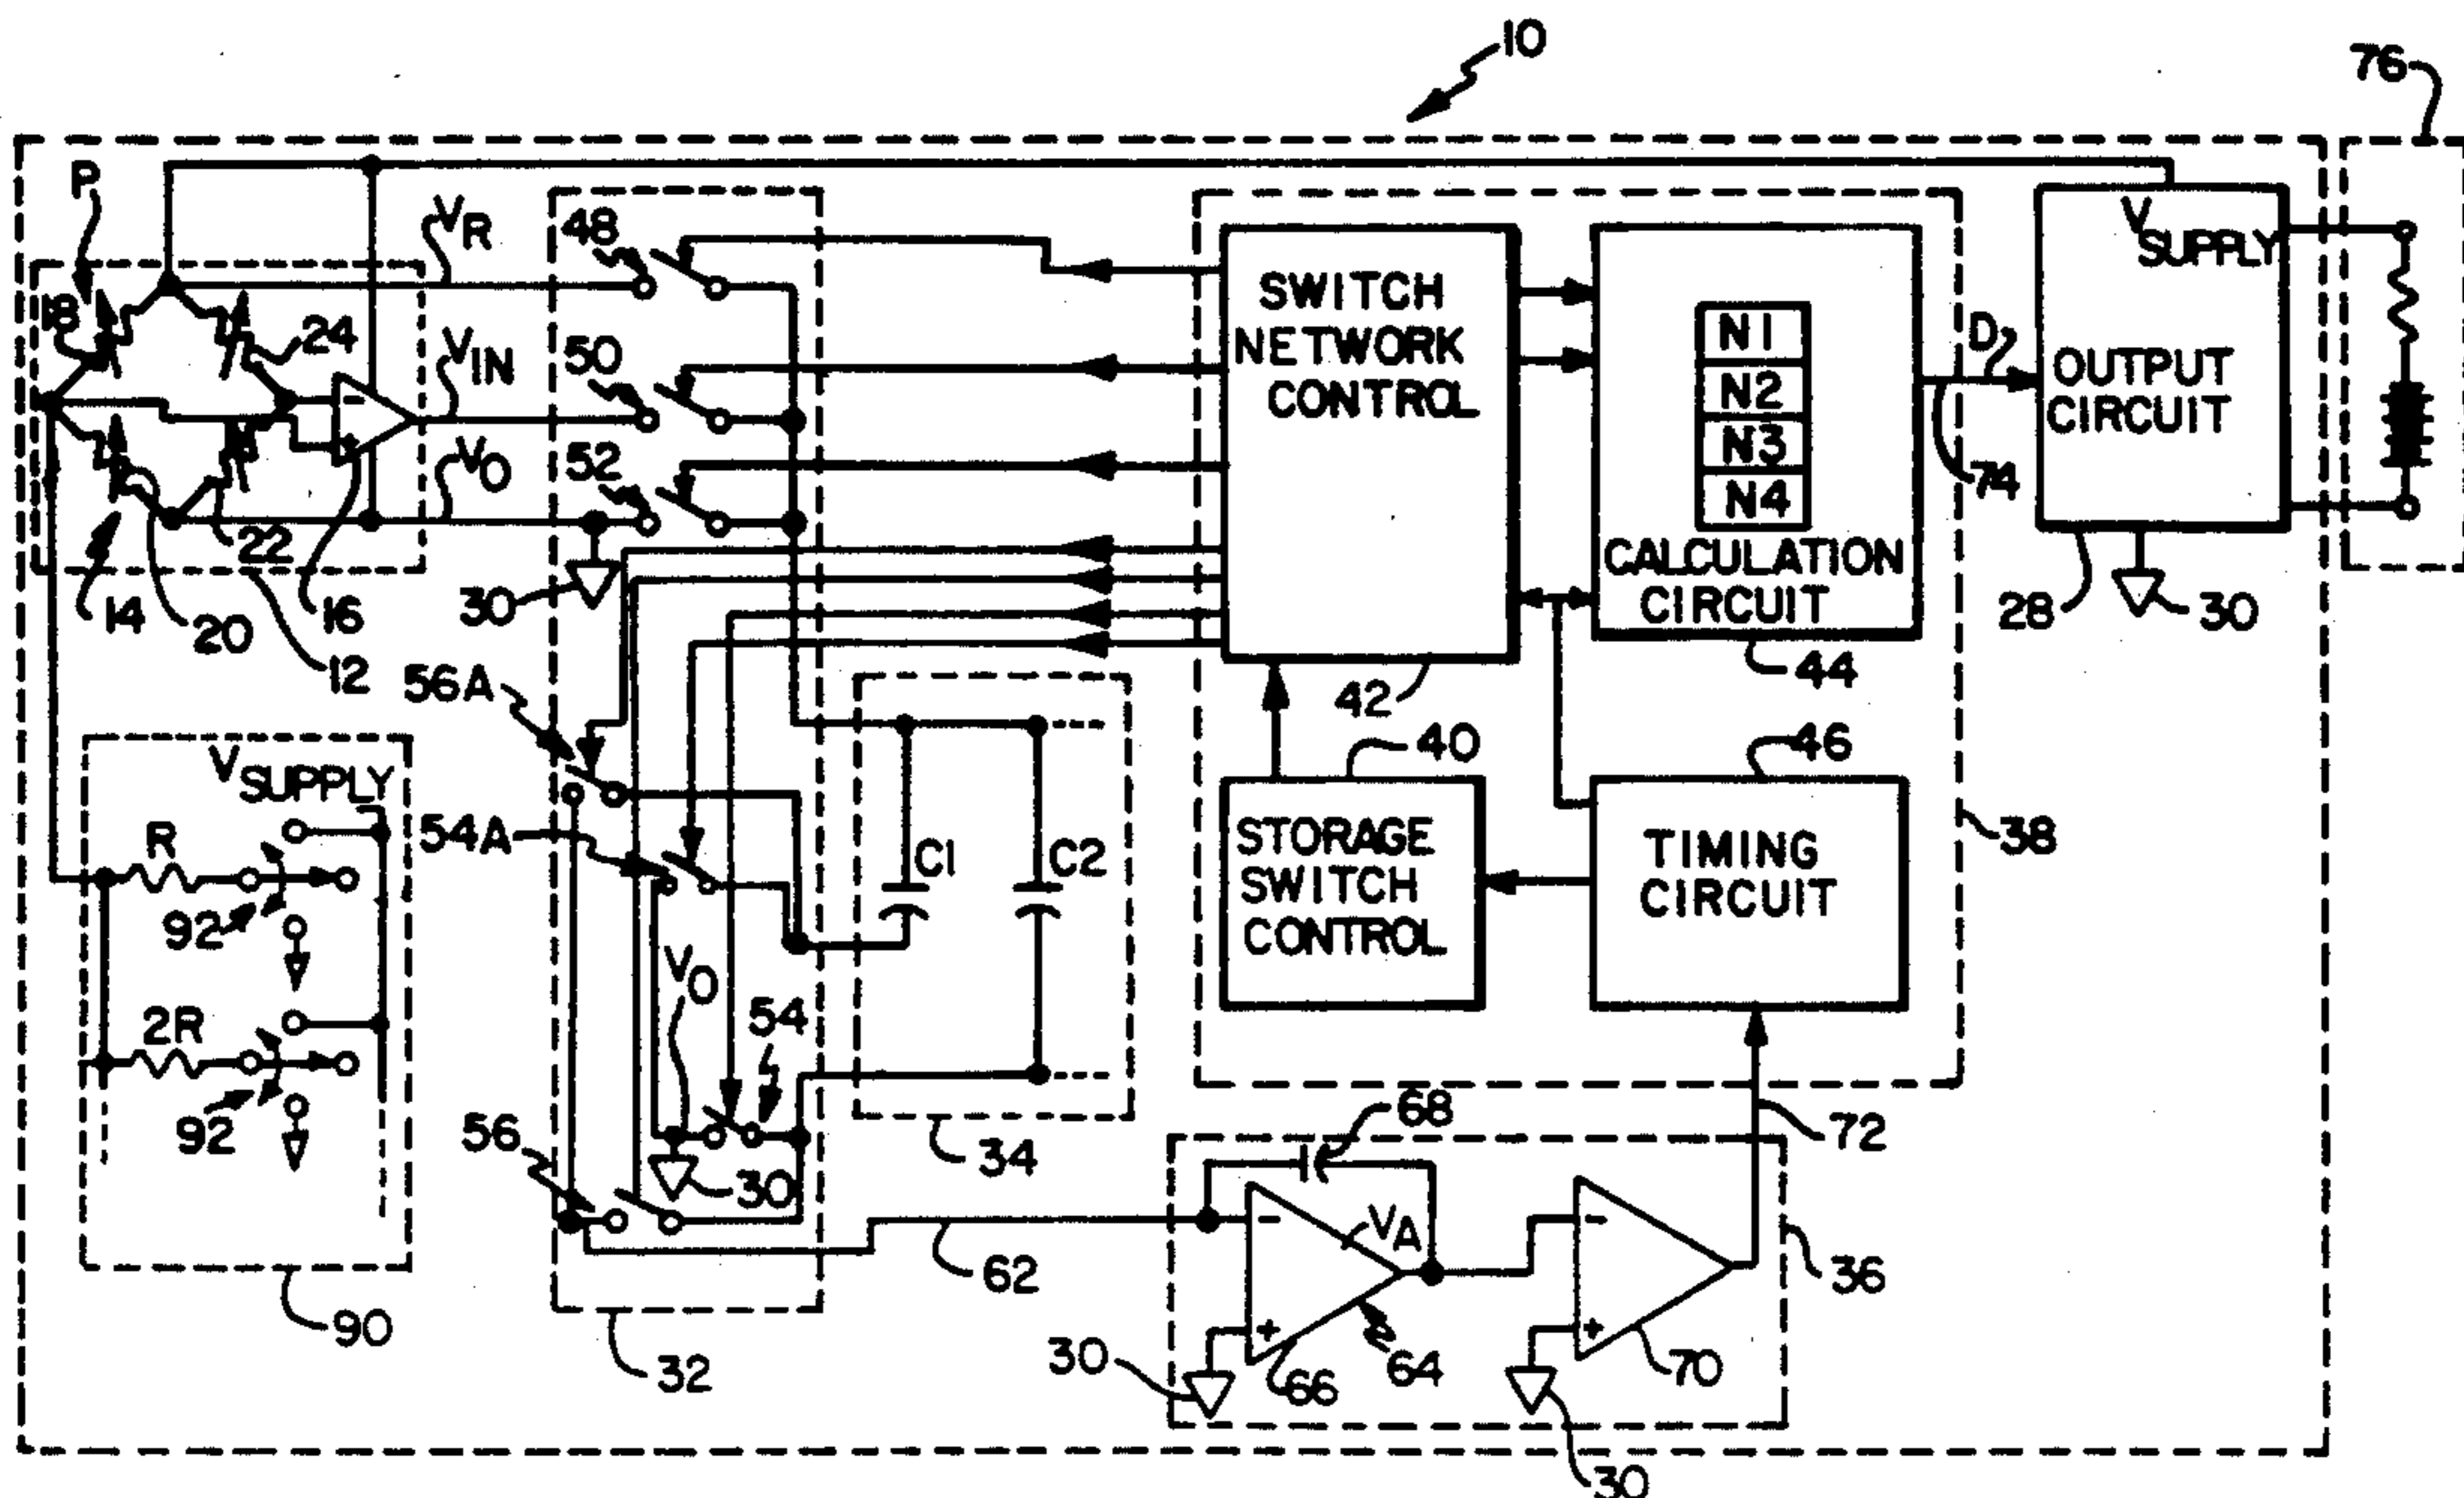 10
76
P
VR
48
18
24
VIN
50
VO
52
14
20
22
16
12
30
SWITCH
NETWORK
CONTROL
42
N1
N2
N3
N4
CALCULATION
CIRCUIT
44
D
74
VSUPPLY
OUTPUT
CIRCUIT
28
30
56A
54A
VSUPPLY
R
92
2R
92
90
VO
54
56
30
32
C1
C2
34
40
STORAGE
SWITCH
CONTROL
46
TIMING
CIRCUIT
38
72
62
68
-
VA
+
30
66
64
-
+
70
30
36